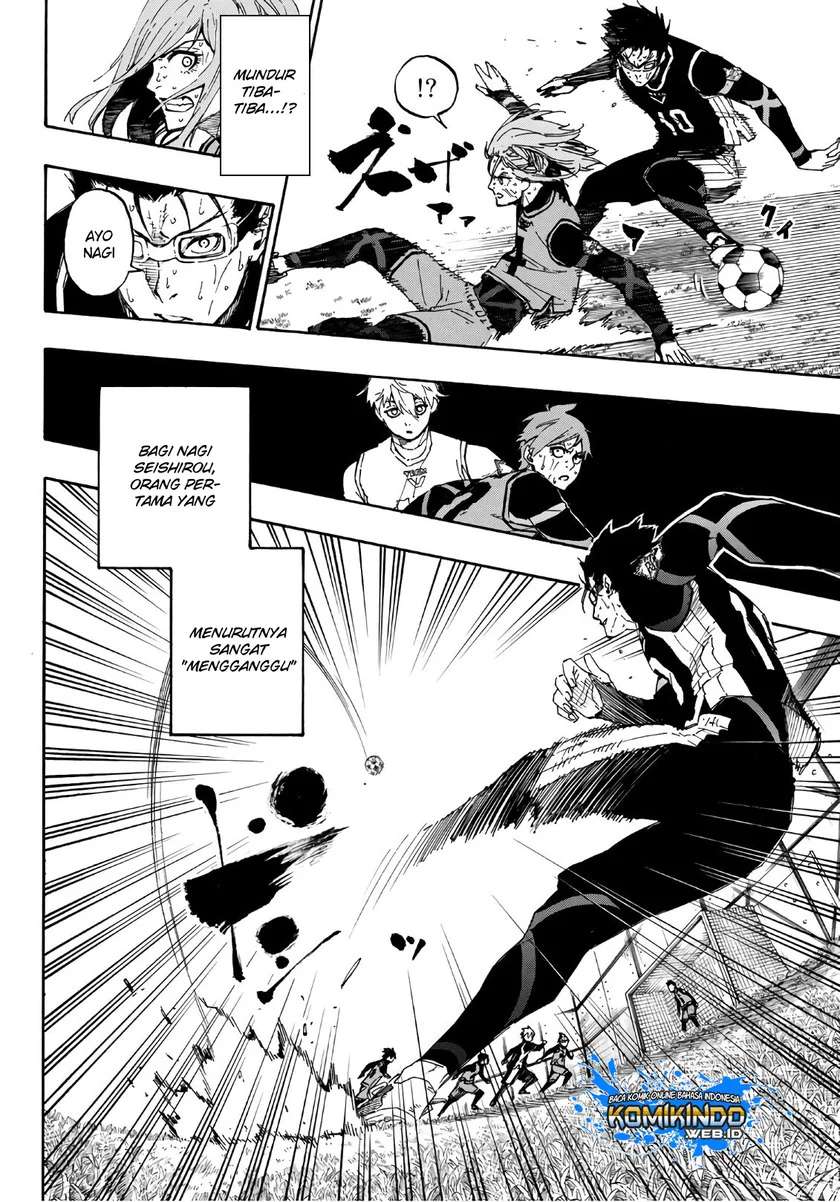 !?
10
MUNDUR
TIBA-
TIBA...!?
AYO
NAGI
BAGI NAGI
SEISHIROU,
ORANG PER-
TAMA YANG
MENURUTNYA
SANGAT
"MENGGANGGU"
BACA KOMIK ONLINE BAHASA INDONESIA
KOMIKINDO
WEB.ID